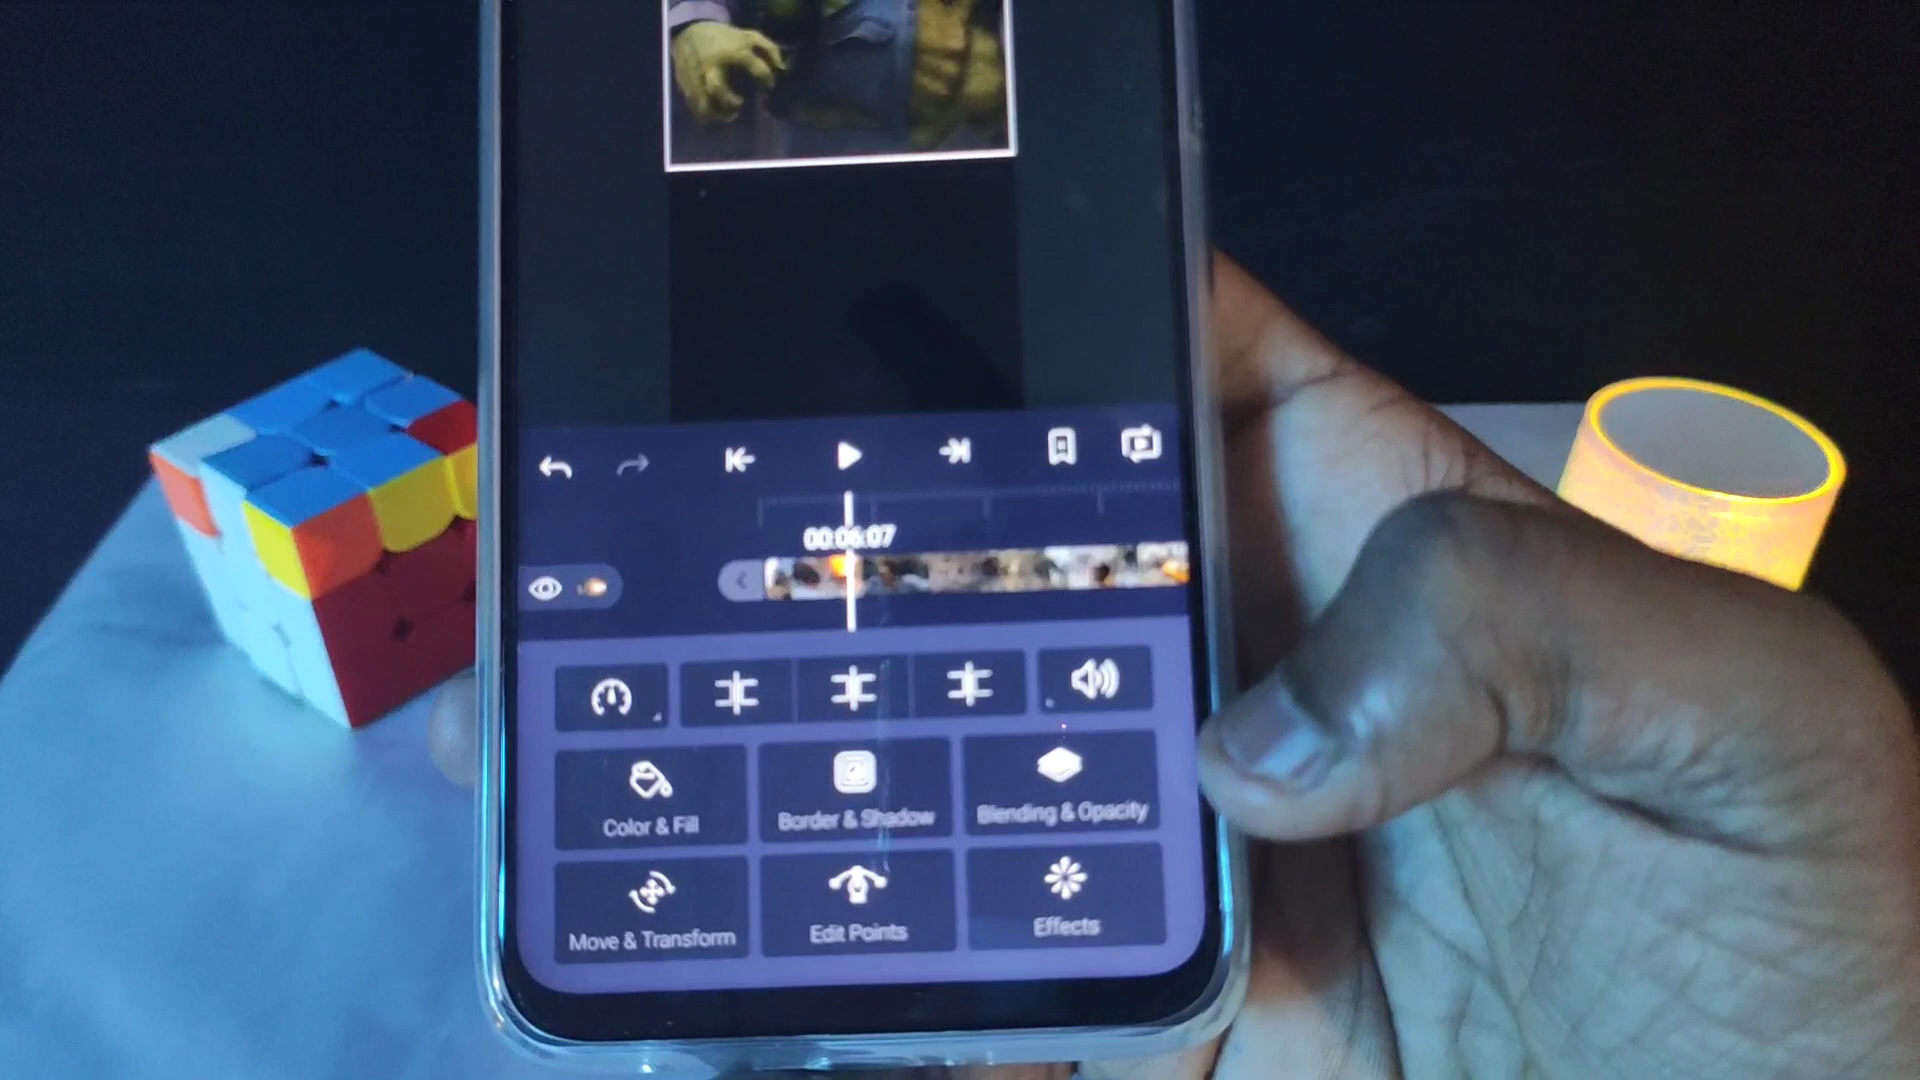 00:06:07
Color & Fill
Border & Shadow
Blending & Opacity
Move & Transform
Edit Points
Effects